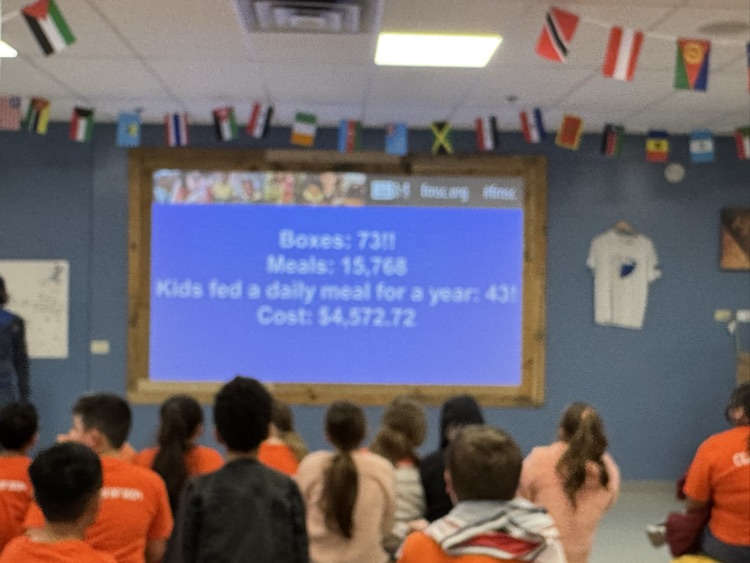 fmsc.org #fmsc
Boxes: 73!!
Meals: 15,768
Kids fed a daily meal for a year: 43!
Cost: $4,572.72